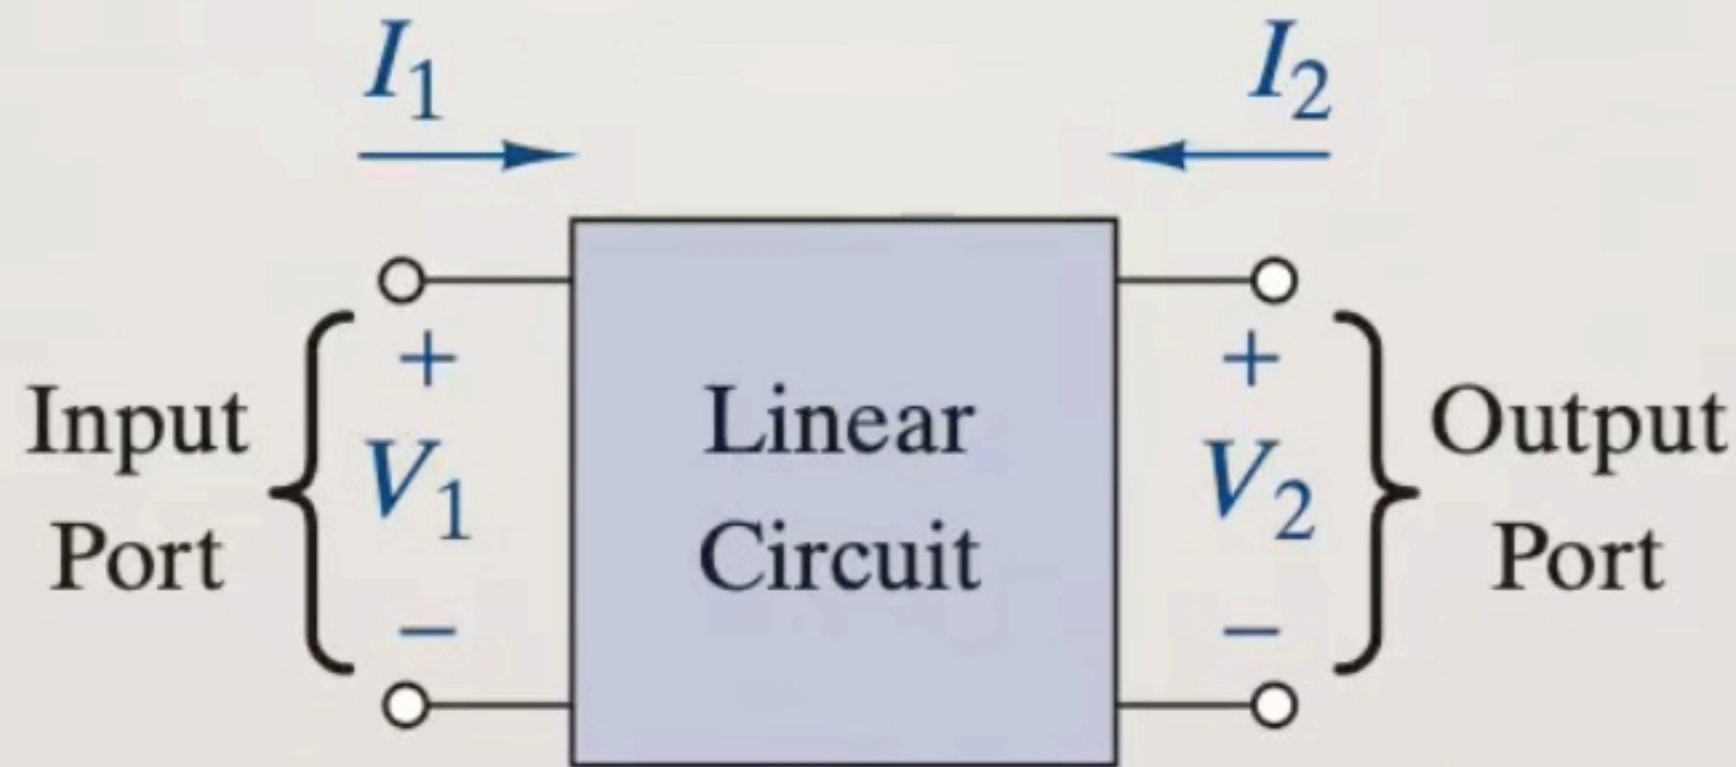 I₁
I₂
Input
Port
+
V₁
−
Linear
Circuit
+
V₂
−
Output
Port